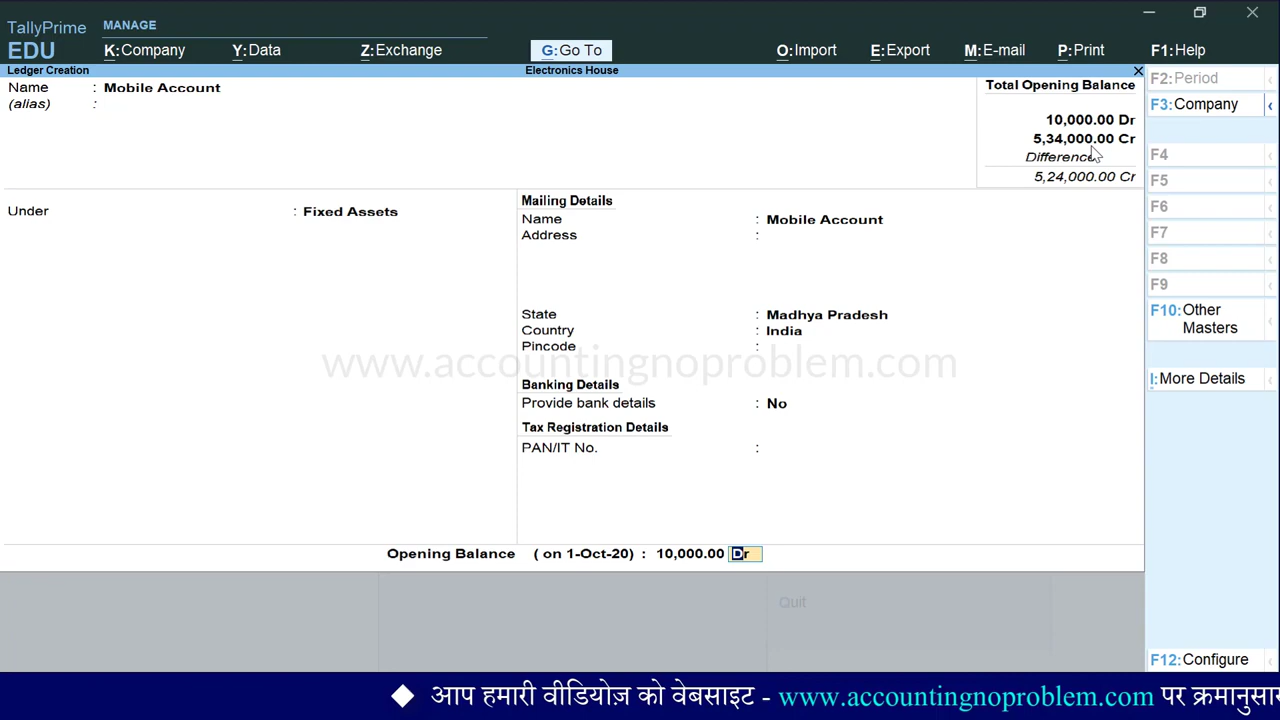 TallyPrime
EDU
MANAGE
K:Company
Y:Data
Z:Exchange
G:Go To
O:Import
E:Export
M:E-mail
P:Print
F1:Help
Ledger Creation
Electronics House
Name : Mobile Account
(alias) :
Total Opening Balance
10,000.00 Dr
5,34,000.00 Cr
Difference
5,24,000.00 Cr
Under : Fixed Assets
Mailing Details
Name : Mobile Account
Address :
State : Madhya Pradesh
Country : India
Pincode :
www.accountingnoproblem.com
Banking Details
Provide bank details : No
Tax Registration Details
PAN/IT No. :
Opening Balance ( on 1-Oct-20) : 10,000.00 Dr
Quit
F2:Period
F3:Company
F4
F5
F6
F7
F8
F9
F10:Other
Masters
I:More Details
F12:Configure
◆ आप हमारी वीडियोज़ को वेबसाइट - www.accountingnoproblem.com पर क्रमानुसार